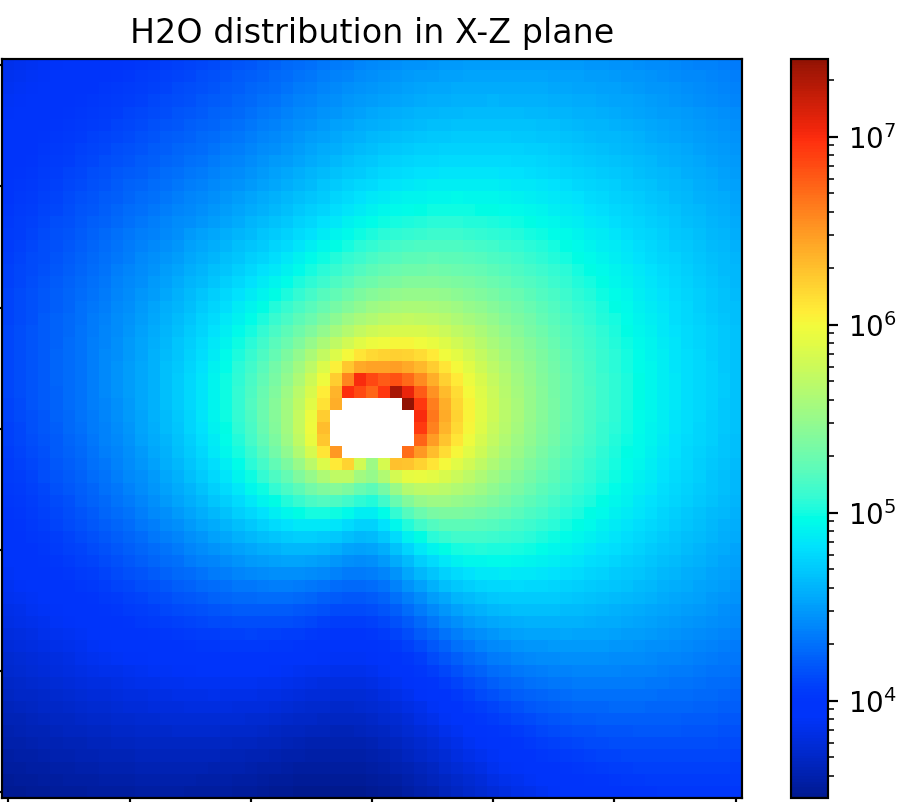 H2O distribution in X-Z plane
10⁷
10⁶
10⁵
10⁴